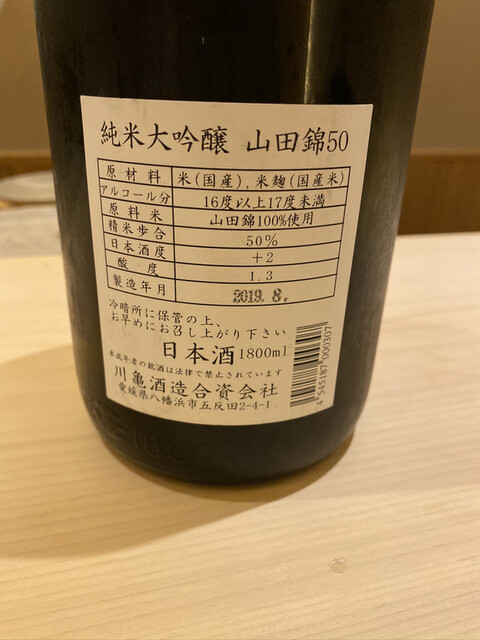 純米大吟醸 山田錦50
原材料 米(国産),米麹(国産米)
アルコール分 16度以上17度未満
原料米 山田錦100%使用
精米歩合 50%
日本酒度 +2
酸度 1.3
製造年月 2019.8.
冷暗所に保管の上、
お早めにお召し上がり下さい
日本酒 1800ml
未成年者の飲酒は法律で禁止されています
川亀酒造合資会社
愛媛県八幡浜市五反田2-4-1
4 545187 000307